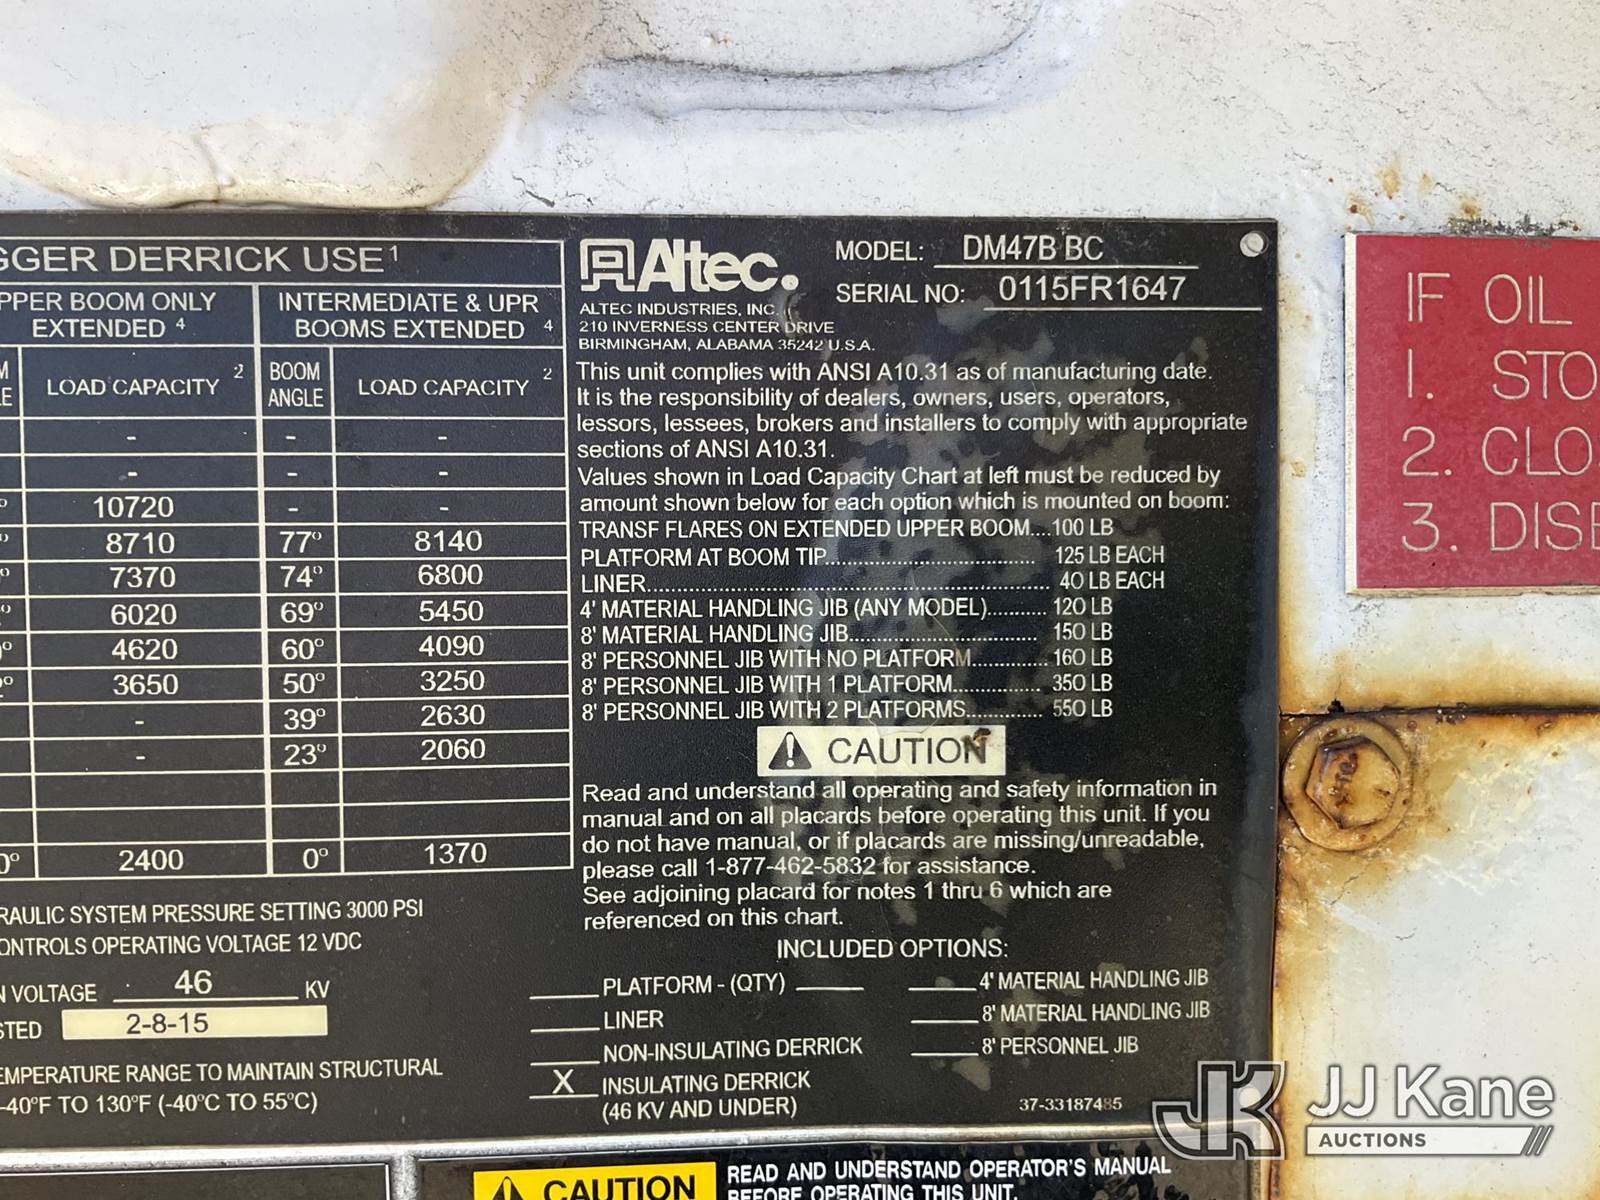 DERRICK USE¹
UPPER BOOM ONLY
EXTENDED 4
INTERMEDIATE & UPR
BOOMS EXTENDED 4
LOAD CAPACITY 2
BOOM
ANGLE
LOAD CAPACITY 2
- - -
- - -
10720 - -
8710 77° 8140
7370 74° 6800
6020 69° 5450
4620 60° 4090
3650 50° 3250
- 39° 2630
- 23° 2060
0° 2400 0° 1370
SYSTEM PRESSURE SETTING 3000 PSI
CONTROLS OPERATING VOLTAGE 12 VDC
VOLTAGE 46 KV
2-8-15
TEMPERATURE RANGE TO MAINTAIN STRUCTURAL
-40°F TO 130°F (-40°C TO 55°C)
Altec.
MODEL: DM47B BC
SERIAL NO: 0115FR1647
ALTEC INDUSTRIES, INC.
210 INVERNESS CENTER DRIVE
BIRMINGHAM, ALABAMA 35242 U.S.A.
This unit complies with ANSI A10.31 as of manufacturing date.
It is the responsibility of dealers, owners, users, operators,
lessors, lessees, brokers and installers to comply with appropriate
sections of ANSI A10.31.
Values shown in Load Capacity Chart at left must be reduced by
amount shown below for each option which is mounted on boom:
TRANSF FLARES ON EXTENDED UPPER BOOM....100 LB
PLATFORM AT BOOM TIP.................................... 125 LB EACH
LINER.................................................................... 40 LB EACH
4' MATERIAL HANDLING JIB (ANY MODEL).......... 120 LB
8' MATERIAL HANDLING JIB................................ 150 LB
8' PERSONNEL JIB WITH NO PLATFORM............. 160 LB
8' PERSONNEL JIB WITH 1 PLATFORM............... 350 LB
8' PERSONNEL JIB WITH 2 PLATFORMS............. 550 LB
CAUTION
Read and understand all operating and safety information in
manual and on all placards before operating this unit. If you
do not have manual, or if placards are missing/unreadable,
please call 1-877-462-5832 for assistance.
See adjoining placard for notes 1 thru 6 which are
referenced on this chart.
INCLUDED OPTIONS:
____ PLATFORM - (QTY) ____
____ LINER
____ NON-INSULATING DERRICK
X INSULATING DERRICK
(46 KV AND UNDER)
____ 4' MATERIAL HANDLING JIB
____ 8' MATERIAL HANDLING JIB
____ 8' PERSONNEL JIB
37-33187485
CAUTION
READ AND UNDERSTAND OPERATOR'S MANUAL
BEFORE OPERATING THIS UNIT.
IF OIL
1.
2.
3.
JK JJ Kane
AUCTIONS